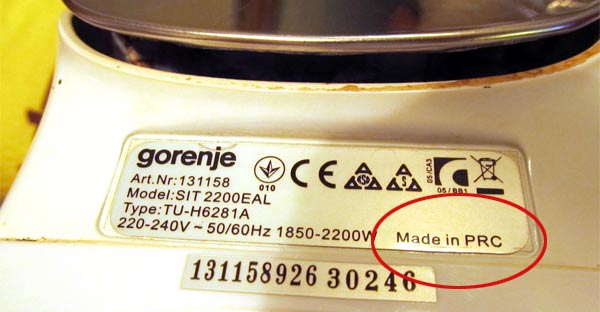 gorenje
Art.Nr:131158
Model:SIT 2200EAL
Type:TU-H6281A
220-240V ~ 50/60Hz 1850-2200W
010
CE
05/CA3
05/BB1
Made in PRC
131158926 30246